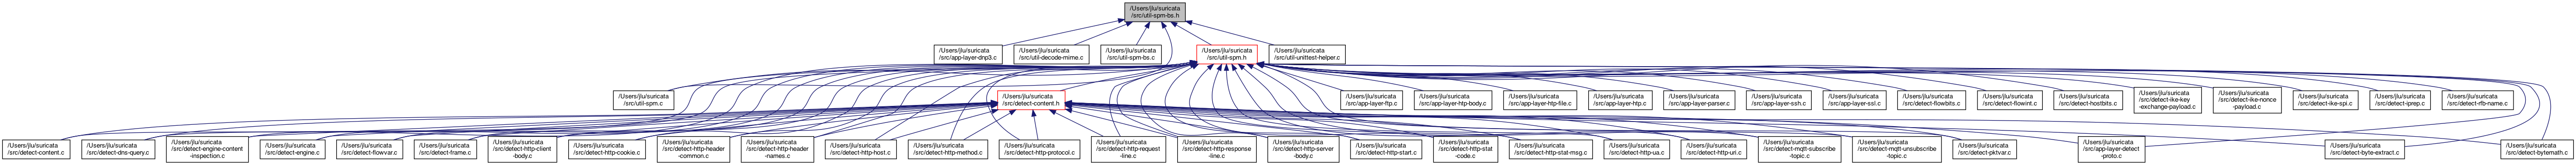 /Users/jlu/suricata
/src/util-spm-bs.h
/Users/jlu/suricata
/src/app-layer-dnp3.c
/Users/jlu/suricata
/src/util-decode-mime.c
/Users/jlu/suricata
/src/util-spm-bs.c
/Users/jlu/suricata
/src/util-spm.h
/Users/jlu/suricata
/src/util-unittest-helper.c
/Users/jlu/suricata
/src/util-spm.c
/Users/jlu/suricata
/src/detect-content.h
/Users/jlu/suricata
/src/app-layer-ftp.c
/Users/jlu/suricata
/src/app-layer-htp-body.c
/Users/jlu/suricata
/src/app-layer-htp-file.c
/Users/jlu/suricata
/src/app-layer-htp.c
/Users/jlu/suricata
/src/app-layer-parser.c
/Users/jlu/suricata
/src/app-layer-ssh.c
/Users/jlu/suricata
/src/app-layer-ssl.c
/Users/jlu/suricata
/src/detect-flowbits.c
/Users/jlu/suricata
/src/detect-flowint.c
/Users/jlu/suricata
/src/detect-hostbits.c
/Users/jlu/suricata
/src/detect-ike-key
-exchange-payload.c
/Users/jlu/suricata
/src/detect-ike-nonce
-payload.c
/Users/jlu/suricata
/src/detect-ike-spi.c
/Users/jlu/suricata
/src/detect-iprep.c
/Users/jlu/suricata
/src/detect-rfb-name.c
/Users/jlu/suricata
/src/detect-content.c
/Users/jlu/suricata
/src/detect-dns-query.c
/Users/jlu/suricata
/src/detect-engine-content
-inspection.c
/Users/jlu/suricata
/src/detect-engine.c
/Users/jlu/suricata
/src/detect-flowvar.c
/Users/jlu/suricata
/src/detect-frame.c
/Users/jlu/suricata
/src/detect-http-client
-body.c
/Users/jlu/suricata
/src/detect-http-cookie.c
/Users/jlu/suricata
/src/detect-http-header
-common.c
/Users/jlu/suricata
/src/detect-http-header
-names.c
/Users/jlu/suricata
/src/detect-http-host.c
/Users/jlu/suricata
/src/detect-http-method.c
/Users/jlu/suricata
/src/detect-http-protocol.c
/Users/jlu/suricata
/src/detect-http-request
-line.c
/Users/jlu/suricata
/src/detect-http-response
-line.c
/Users/jlu/suricata
/src/detect-http-server
-body.c
/Users/jlu/suricata
/src/detect-http-start.c
/Users/jlu/suricata
/src/detect-http-stat
-code.c
/Users/jlu/suricata
/src/detect-http-stat-msg.c
/Users/jlu/suricata
/src/detect-http-ua.c
/Users/jlu/suricata
/src/detect-http-uri.c
/Users/jlu/suricata
/src/detect-mqtt-subscribe
-topic.c
/Users/jlu/suricata
/src/detect-mqtt-unsubscribe
-topic.c
/Users/jlu/suricata
/src/detect-pktvar.c
/Users/jlu/suricata
/src/app-layer-detect
-proto.c
/Users/jlu/suricata
/src/detect-byte-extract.c
/Users/jlu/suricata
/src/detect-bytemath.c